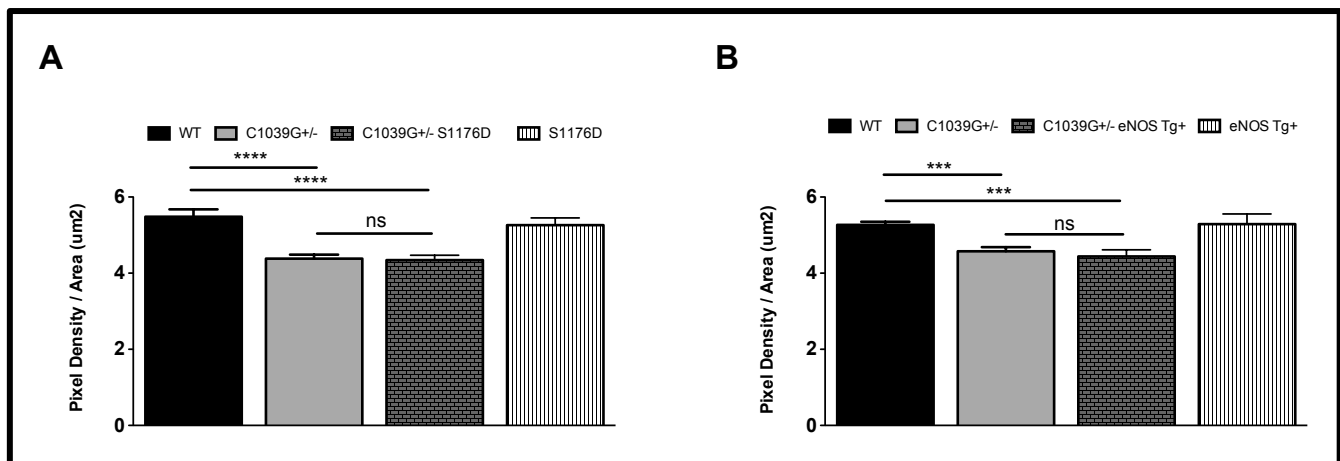 A
WT C1039G+/- C1039G+/- S1176D S1176D
****
****
ns
6
4
2
0
Pixel Density / Area (um2)
B
WT C1039G+/- C1039G+/- eNOS Tg+ eNOS Tg+
***
***
ns
6
4
2
0
Pixel Density / Area (um2)